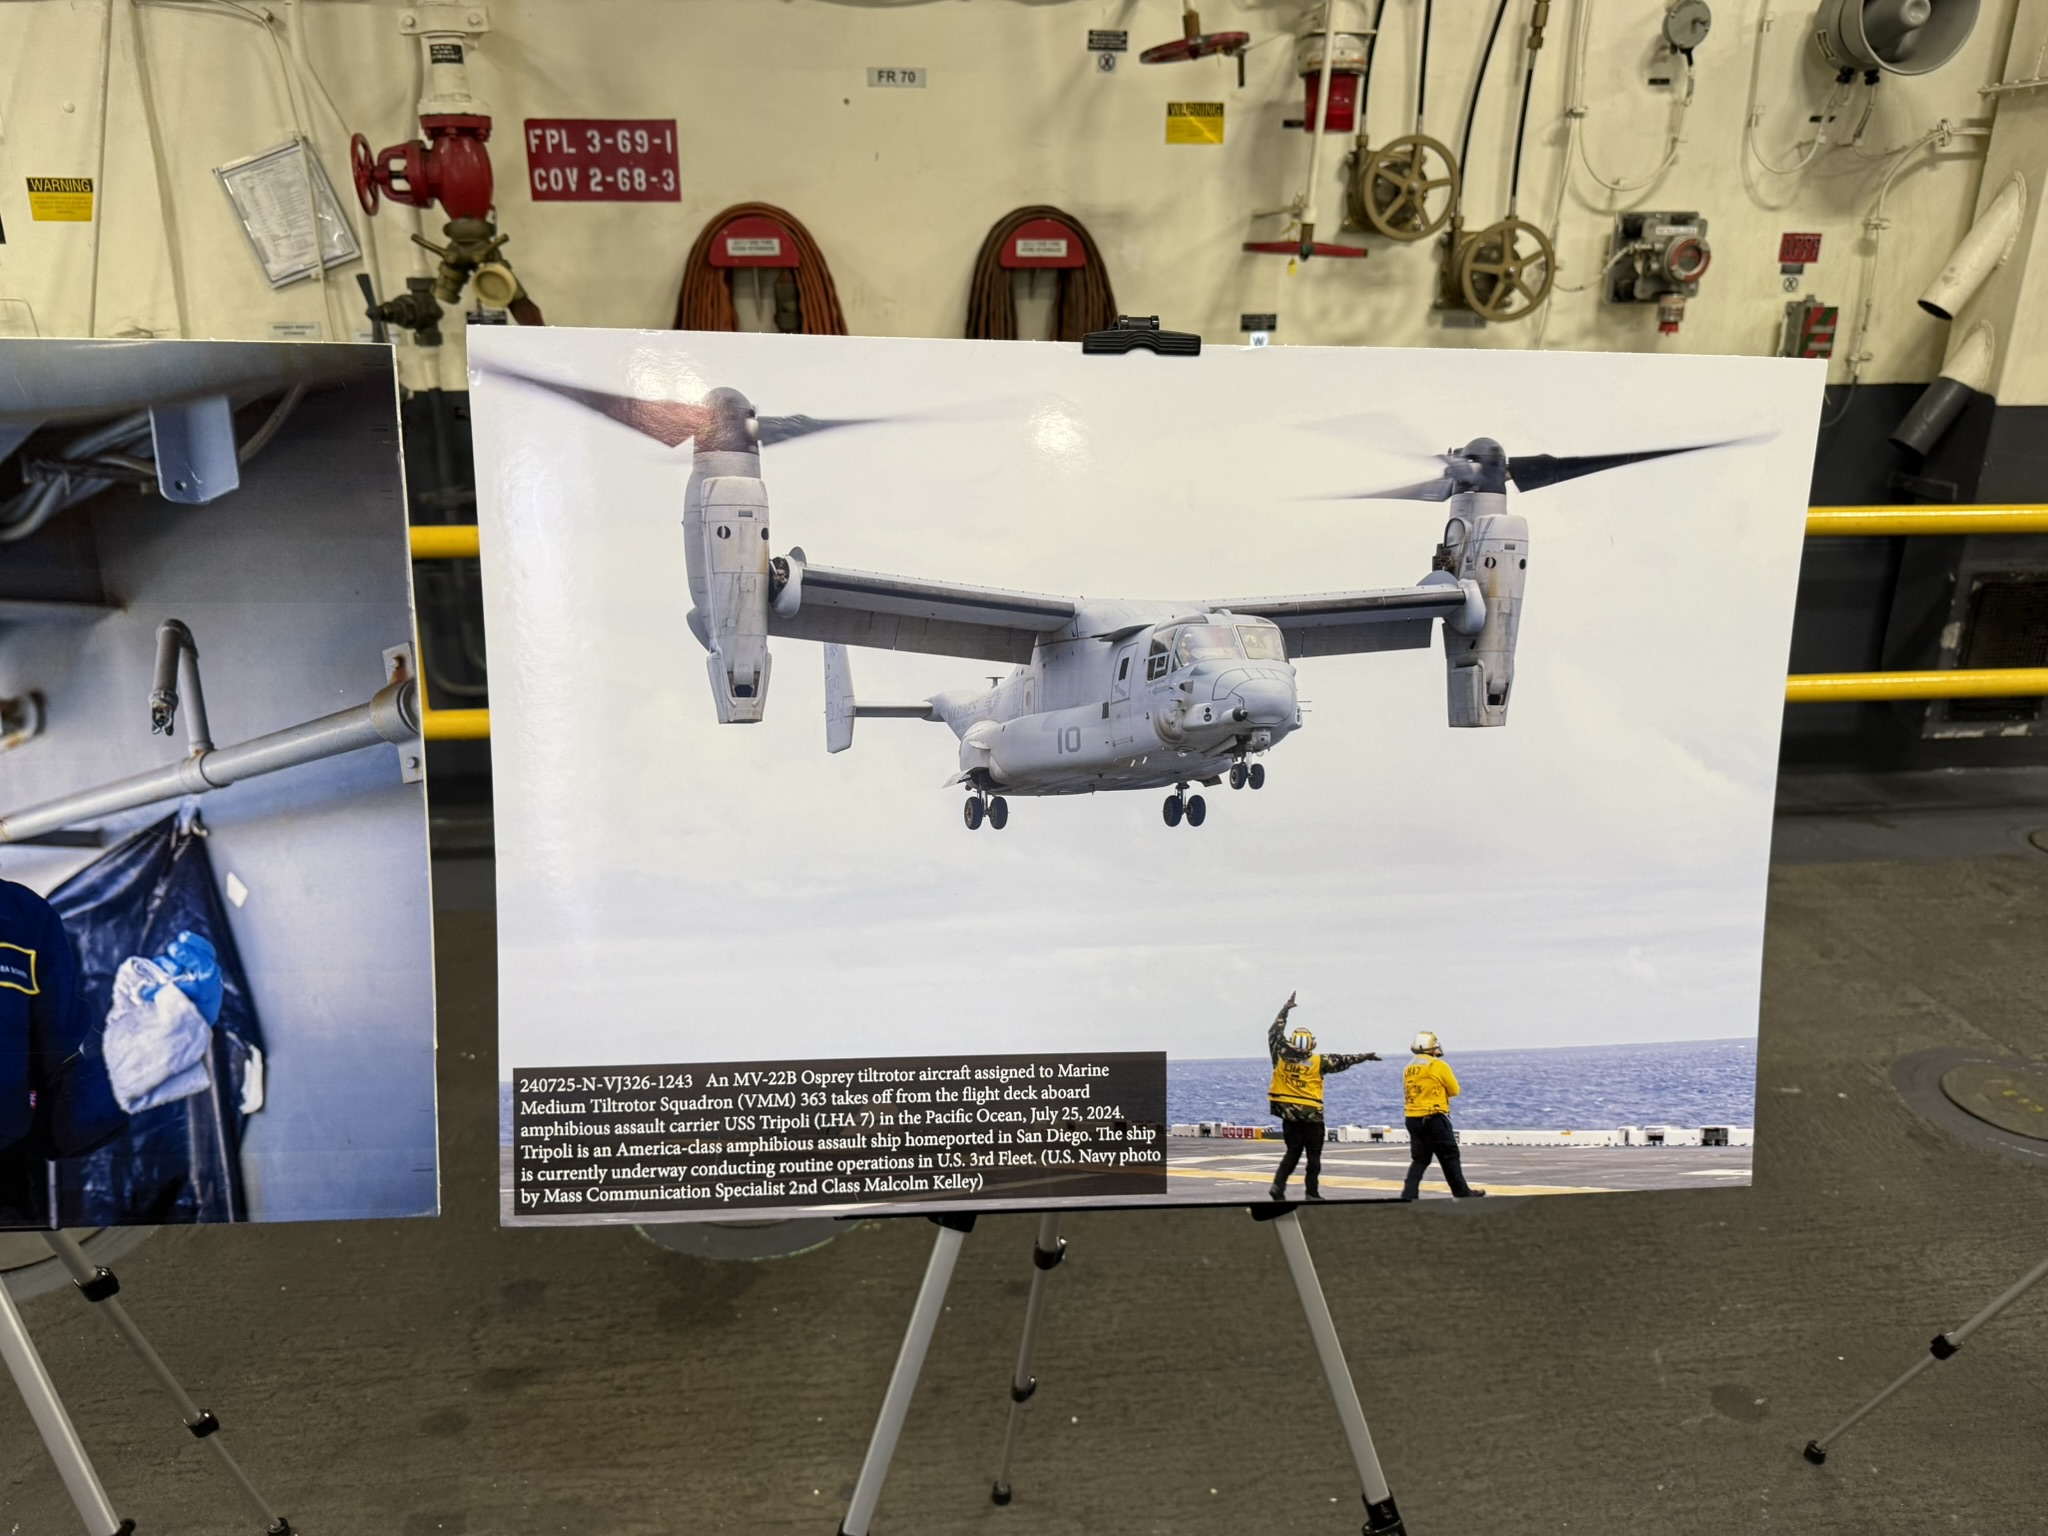 FR 70
FPL 3-69-1
COV 2-68-3
WARNING
10
LHA 7
LHA7
240725-N-VJ326-1243 An MV-22B Osprey tiltrotor aircraft assigned to Marine
Medium Tiltrotor Squadron (VMM) 363 takes off from the flight deck aboard
amphibious assault carrier USS Tripoli (LHA 7) in the Pacific Ocean, July 25, 2024.
Tripoli is an America-class amphibious assault ship homeported in San Diego. The ship
is currently underway conducting routine operations in U.S. 3rd Fleet. (U.S. Navy photo
by Mass Communication Specialist 2nd Class Malcolm Kelley)